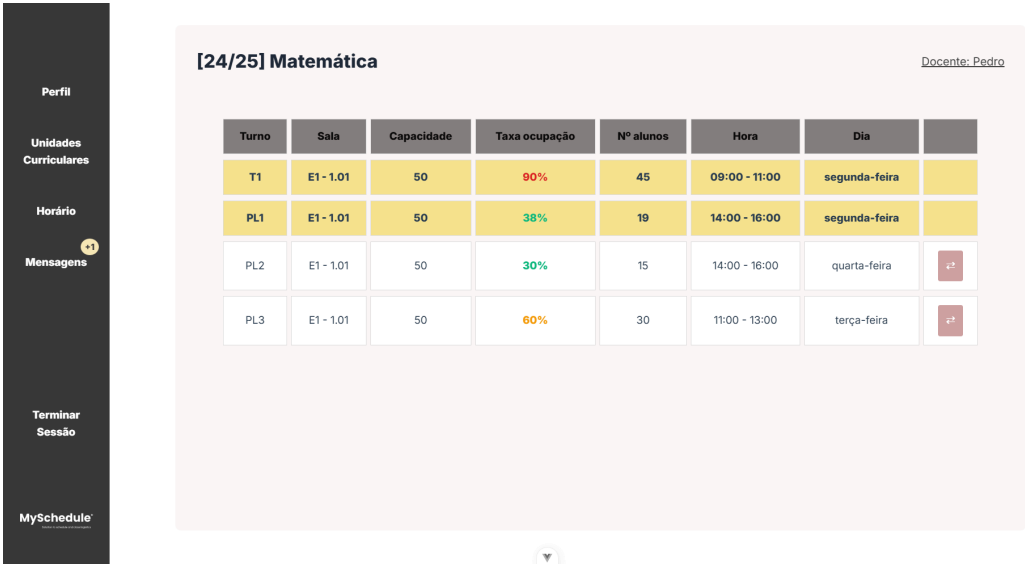 Perfil
Unidades
Curriculares
Horário
+1
Mensagens
Terminar
Sessão
MySchedule
[24/25] Matemática
Docente: Pedro
Turno Sala Capacidade Taxa ocupação Nº alunos Hora Dia
T1 E1 - 1.01 50 90% 45 09:00 - 11:00 segunda-feira
PL1 E1 - 1.01 50 38% 19 14:00 - 16:00 segunda-feira
PL2 E1 - 1.01 50 30% 15 14:00 - 16:00 quarta-feira
PL3 E1 - 1.01 50 60% 30 11:00 - 13:00 terça-feira